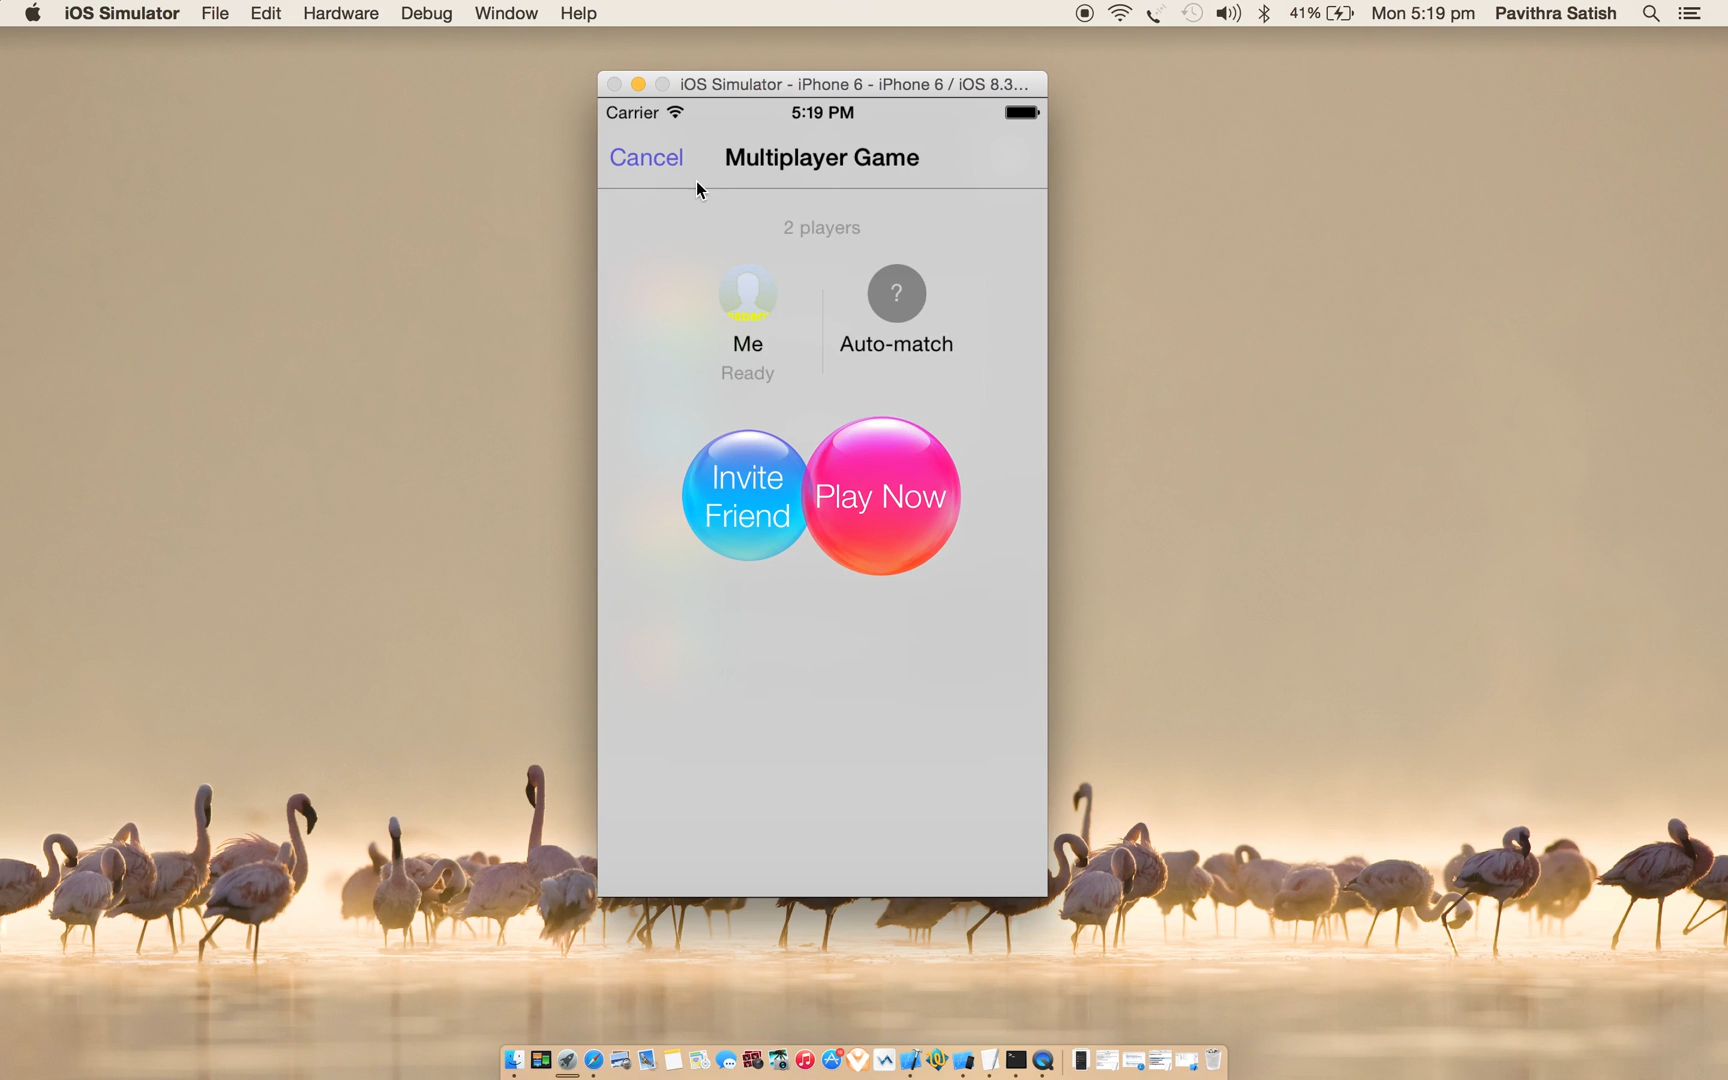 iOS Simulator File Edit Hardware Debug Window Help 41% Mon 5:19 pm Pavithra Satish
iOS Simulator - iPhone 6 - iPhone 6 / iOS 8.3...
Carrier 5:19 PM
Cancel Multiplayer Game
2 players
?
Me Auto-match
Ready
Invite
Friend
Play Now